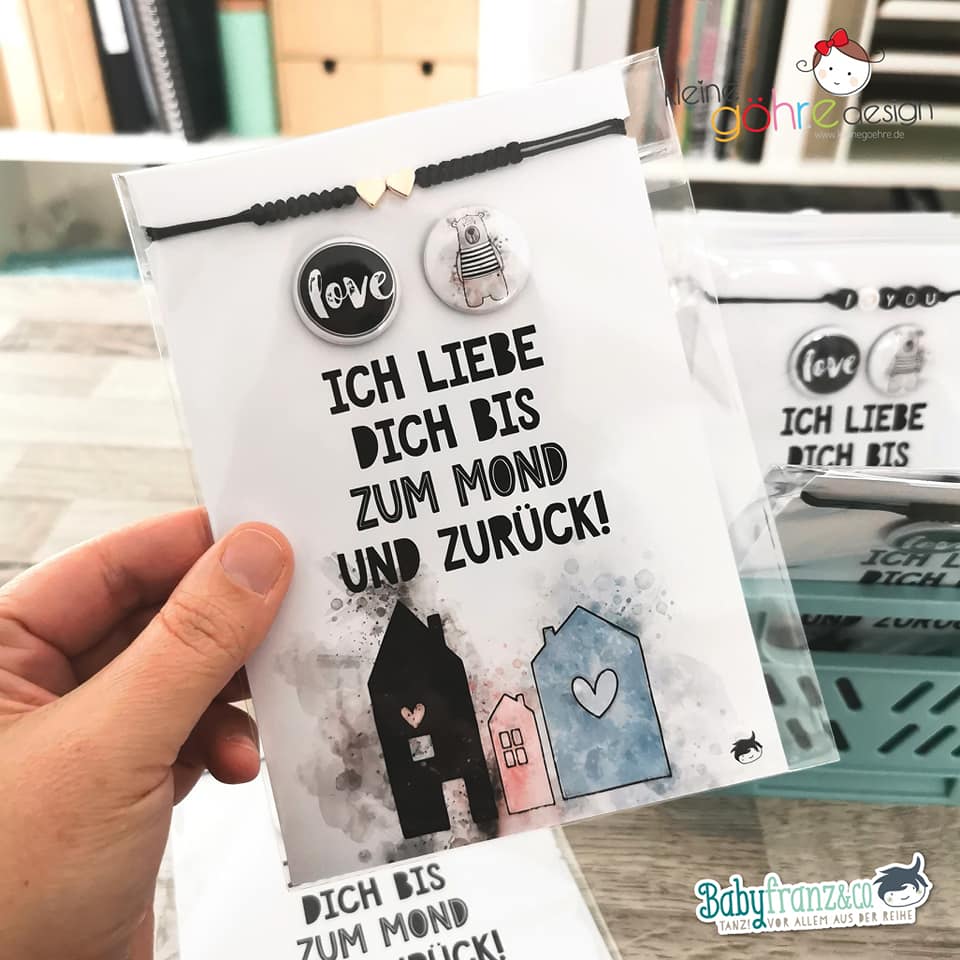 kleine
göhre design
www.kleinegoehre.de
love
ICH LIEBE
DICH BIS
ZUM MOND
UND ZURÜCK!
I YOU
love
ICH LIEBE
DICH BIS
ICH LI
DICH
UND ZURÜCK!
DICH BIS
ZUM MOND
ZURÜCK!
Babyfranz&Co.
TANZ! VOR ALLEM AUS DER REIHE